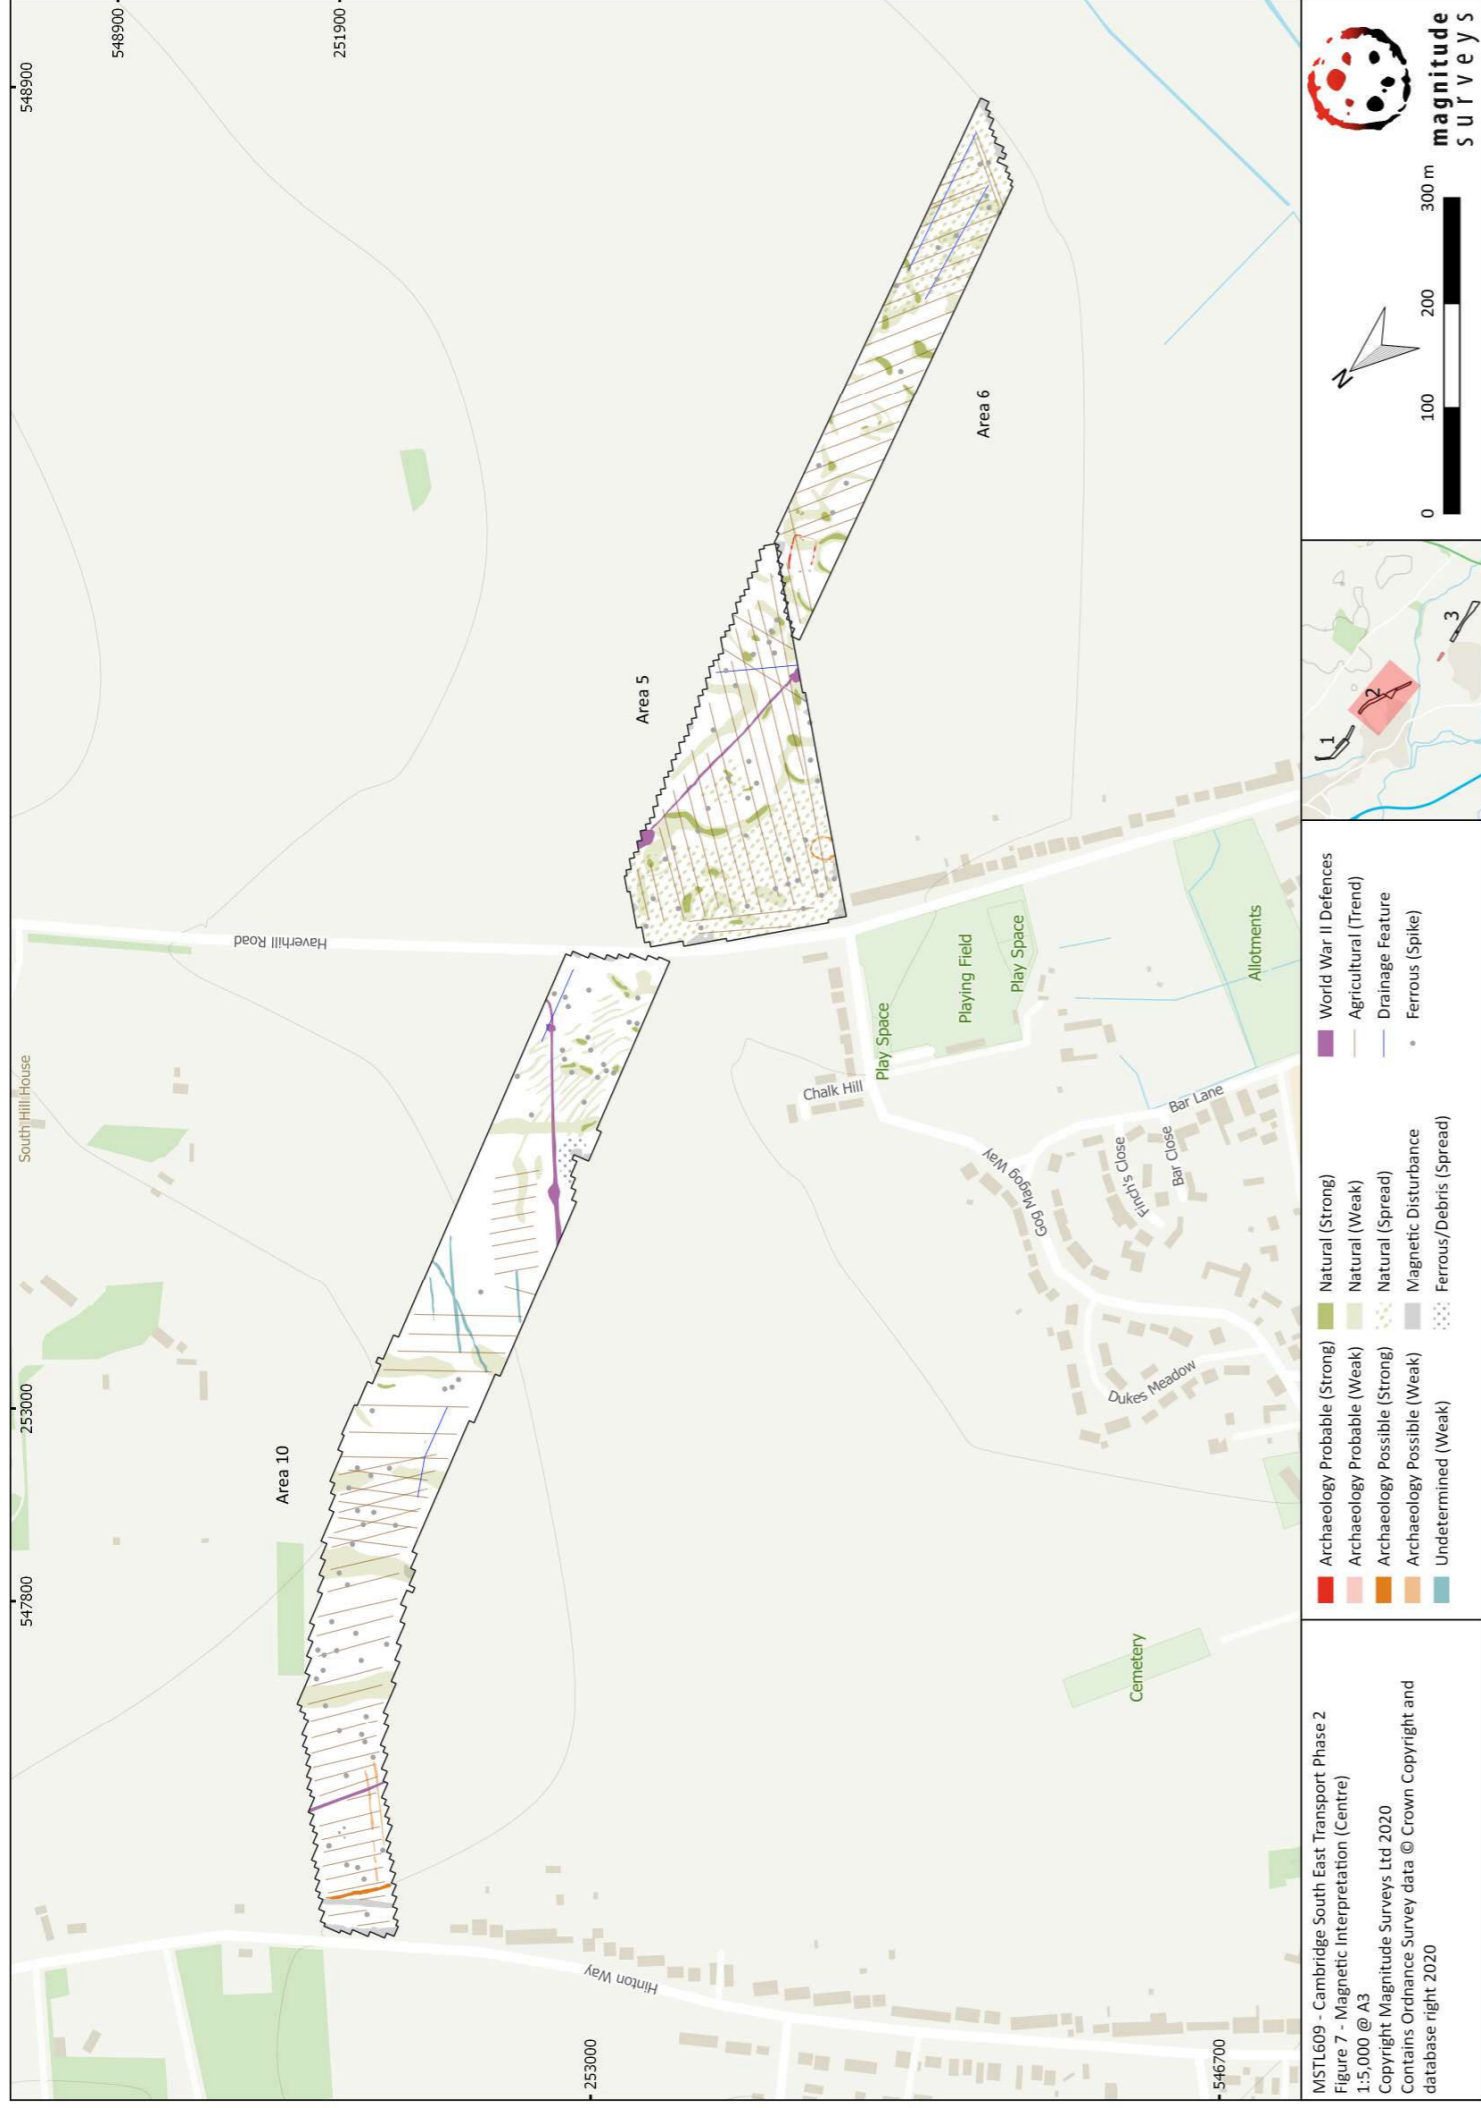 548900
253000
547800
548900
251900
253000
546700
South Hill House
Haverhill Road
Area 10
Area 5
Area 6
Hinton Way
Chalk Hill
Play Space
Playing Field
Play Space
Allotments
Gog Magog Way
Bar Lane
Finch's Close
Bar Close
Dukes Meadow
Cemetery
MSTL609 - Cambridge South East Transport Phase 2
Figure 7 - Magnetic Interpretation (Centre)
1:5,000 @ A3
Copyright Magnitude Surveys Ltd 2020
Contains Ordnance Survey data © Crown Copyright and
database right 2020
Archaeology Probable (Strong)
Archaeology Probable (Weak)
Archaeology Possible (Strong)
Archaeology Possible (Weak)
Undetermined (Weak)
Natural (Strong)
Natural (Weak)
Natural (Spread)
Magnetic Disturbance
Ferrous/Debris (Spread)
World War II Defences
Agricultural (Trend)
Drainage Feature
Ferrous (Spike)
1
2
3
N
0 100 200 300 m
magnitude
surveys